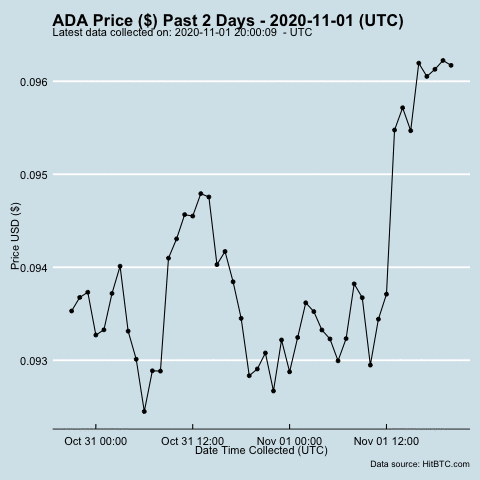 ADA Price ($) Past 2 Days - 2020-11-01 (UTC)
Latest data collected on: 2020-11-01 20:00:09 - UTC
0.096
0.095
0.094
0.093
Price USD ($)
Oct 31 00:00 Oct 31 12:00 Nov 01 00:00 Nov 01 12:00
Date Time Collected (UTC)
Data source: HitBTC.com